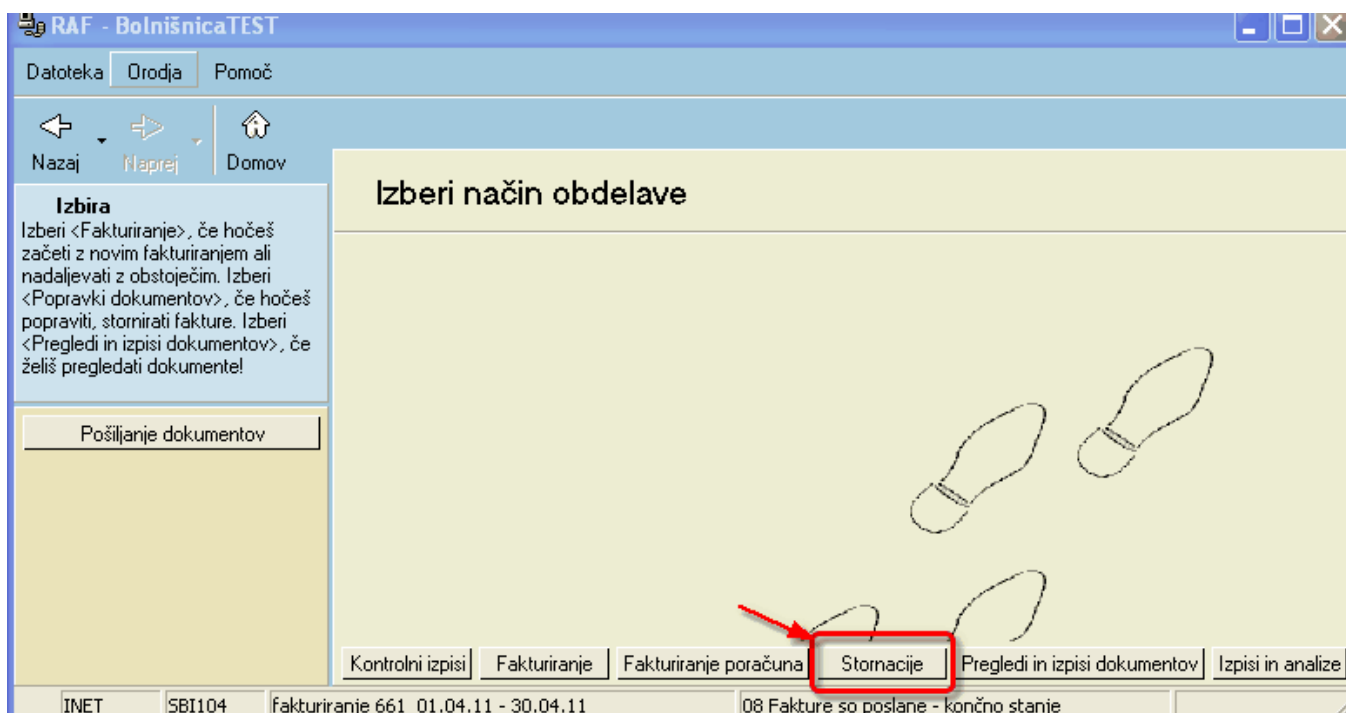 RAF - BolnišnicaTEST
Datoteka Orodja Pomoč
Nazaj Naprej Domov
Izbira
Izberi <Fakturiranje>, če hočeš
začeti z novim fakturiranjem ali
nadaljevati z obstoječim. Izberi
<Popravki dokumentov>, če hočeš
popraviti, stornirati fakture. Izberi
<Pregledi in izpisi dokumentov>, če
želiš pregledati dokumente!
Pošiljanje dokumentov
Izberi način obdelave
Kontrolni izpisi Fakturiranje Fakturiranje poračuna Stornacije Pregledi in izpisi dokumentov Izpisi in analize
INET SBI104 fakturiranje 661 01.04.11 - 30.04.11 08 Fakture so poslane - končno stanje